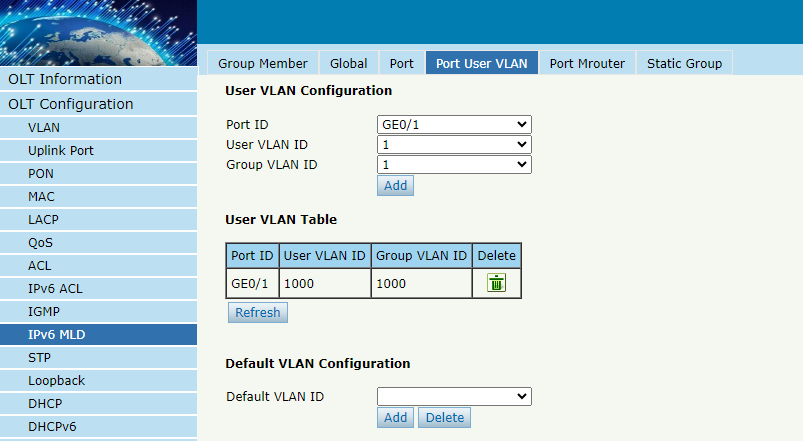 Group Member Global Port Port User VLAN Port Mrouter Static Group
OLT Information
OLT Configuration
VLAN
Uplink Port
PON
MAC
LACP
QoS
ACL
IPv6 ACL
IGMP
IPv6 MLD
STP
Loopback
DHCP
DHCPv6
User VLAN Configuration
Port ID GE0/1
User VLAN ID 1
Group VLAN ID 1
Add
User VLAN Table
Port ID User VLAN ID Group VLAN ID Delete
GE0/1 1000 1000
Refresh
Default VLAN Configuration
Default VLAN ID
Add Delete